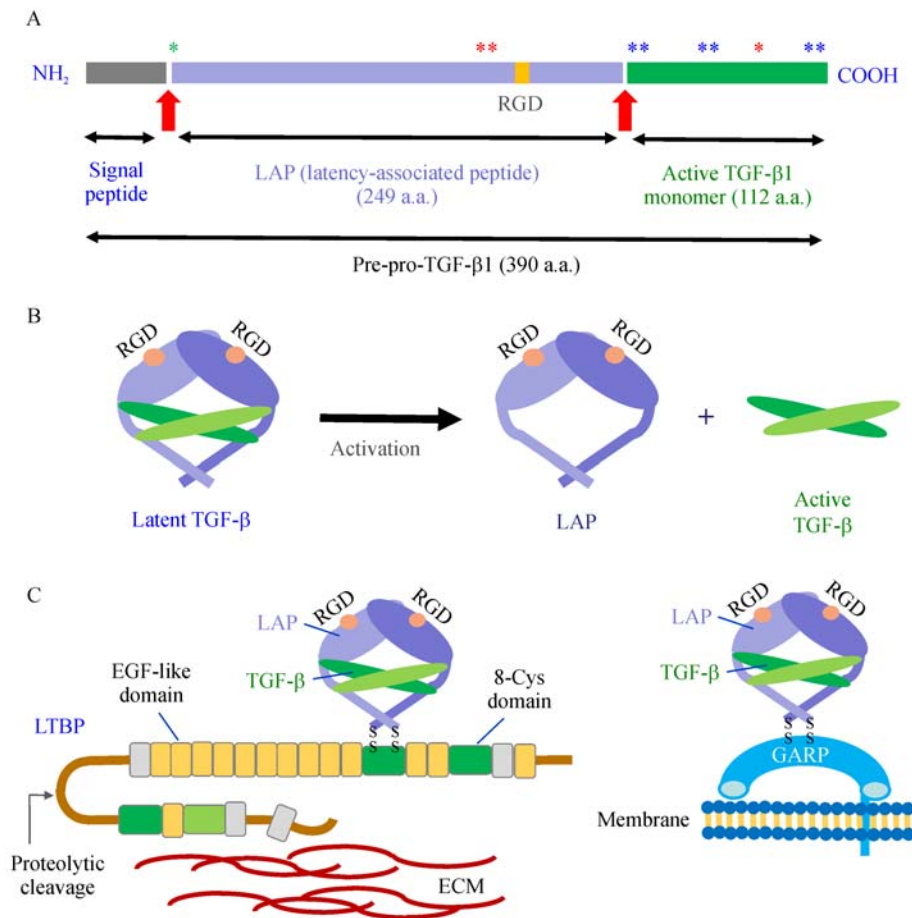 A
* ** ** ** * **
NH₂ COOH
RGD
Signal
peptide
LAP (latency-associated peptide)
(249 a.a.)
Active TGF-β1
monomer (112 a.a.)
Pre-pro-TGF-β1 (390 a.a.)
B
RGD RGD
Latent TGF-β
Activation
RGD RGD
LAP
+
Active
TGF-β
C
RGD RGD
LAP
TGF-β
EGF-like
domain
8-Cys
domain
LTBP
S S
S S
Proteolytic
cleavage
ECM
RGD RGD
LAP
TGF-β
S S
S S
GARP
Membrane